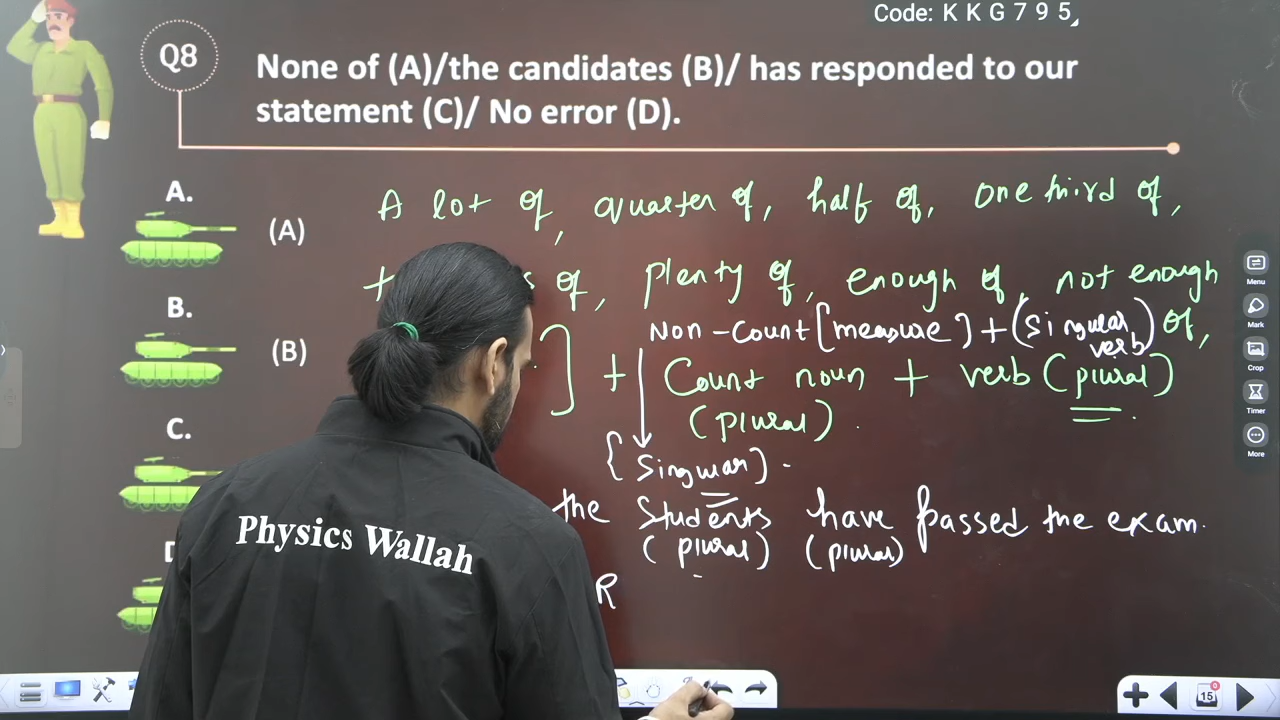 Code: K K G 7 9 5
Q8
None of (A)/the candidates (B)/ has responded to our
statement (C)/ No error (D).
A.
(A)
A lot of, quarter of, half of, one third of,
of, plenty of, enough of, not enough
Non-Count [measure] + (Singular verb) of,
B.
(B)
+ Count noun + verb (plural)
(plural).
C.
{Singular) -
the Students have passed the exam.
(plural) (plural)
R
Physics Wallah
Menu
Mark
Crop
Timer
More
15